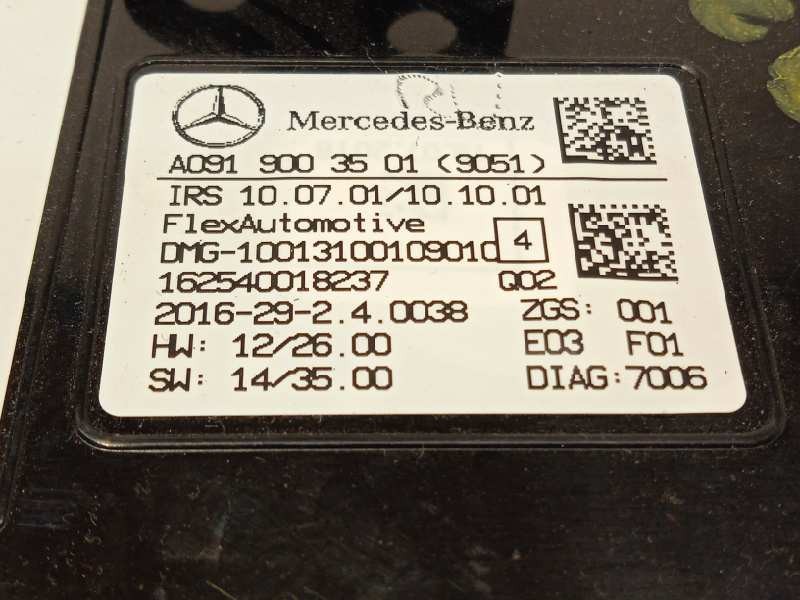 Mercedes-Benz
A091 900 35 01 (9051)
IRS 10.07.01/10.10.01
FlexAutomotive
DMG-10013100109010 4
162540018237 Q02
2016-29-2.4.0038 ZGS: 001
HW: 12/26.00 E03 F01
SW: 14/35.00 DIAG:7006